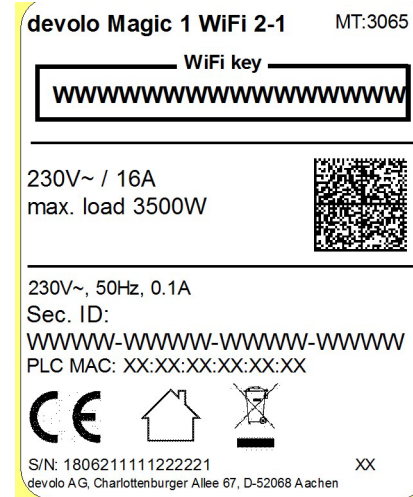 devolo Magic 1 WiFi 2-1 MT:3065
WiFi key
WWWWWWWWWWWWWWWW
230V~ / 16A
max. load 3500W
230V~, 50Hz, 0.1A
Sec. ID:
WWWW-WWWW-WWWW-WWWW
PLC MAC: XX:XX:XX:XX:XX:XX
CE
S/N: 1806211111222221 XX
devolo AG, Charlottenburger Allee 67, D-52068 Aachen